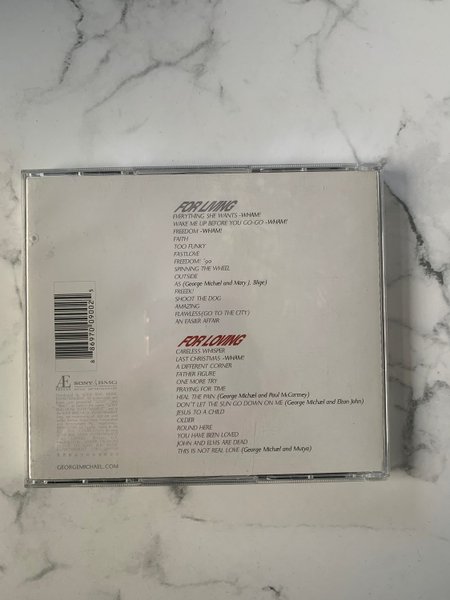 FOR LIVING
EVERYTHING SHE WANTS -WHAM!
WAKE ME UP BEFORE YOU GO-GO -WHAM!
FREEDOM -WHAM!
FAITH
TOO FUNKY
FASTLOVE
FREEDOM! '90
SPINNING THE WHEEL
OUTSIDE
AS (George Michael and Mary J. Blige)
FREEEK!
SHOOT THE DOG
AMAZING
FLAWLESS (GO TO THE CITY)
AN EASIER AFFAIR
FOR LOVING
CARELESS WHISPER
LAST CHRISTMAS -WHAM!
A DIFFERENT CORNER
FATHER FIGURE
ONE MORE TRY
PRAYING FOR TIME
HEAL THE PAIN (George Michael and Paul McCartney)
DON'T LET THE SUN GO DOWN ON ME (George Michael and Elton John)
JESUS TO A CHILD
OLDER
ROUND HERE
YOU HAVE BEEN LOVED
JOHN AND ELVIS ARE DEAD
THIS IS NOT REAL LOVE (George Michael and Mutya)
8 86970 09002 5
Æ SONY BMG
GEORGEMICHAEL.COM